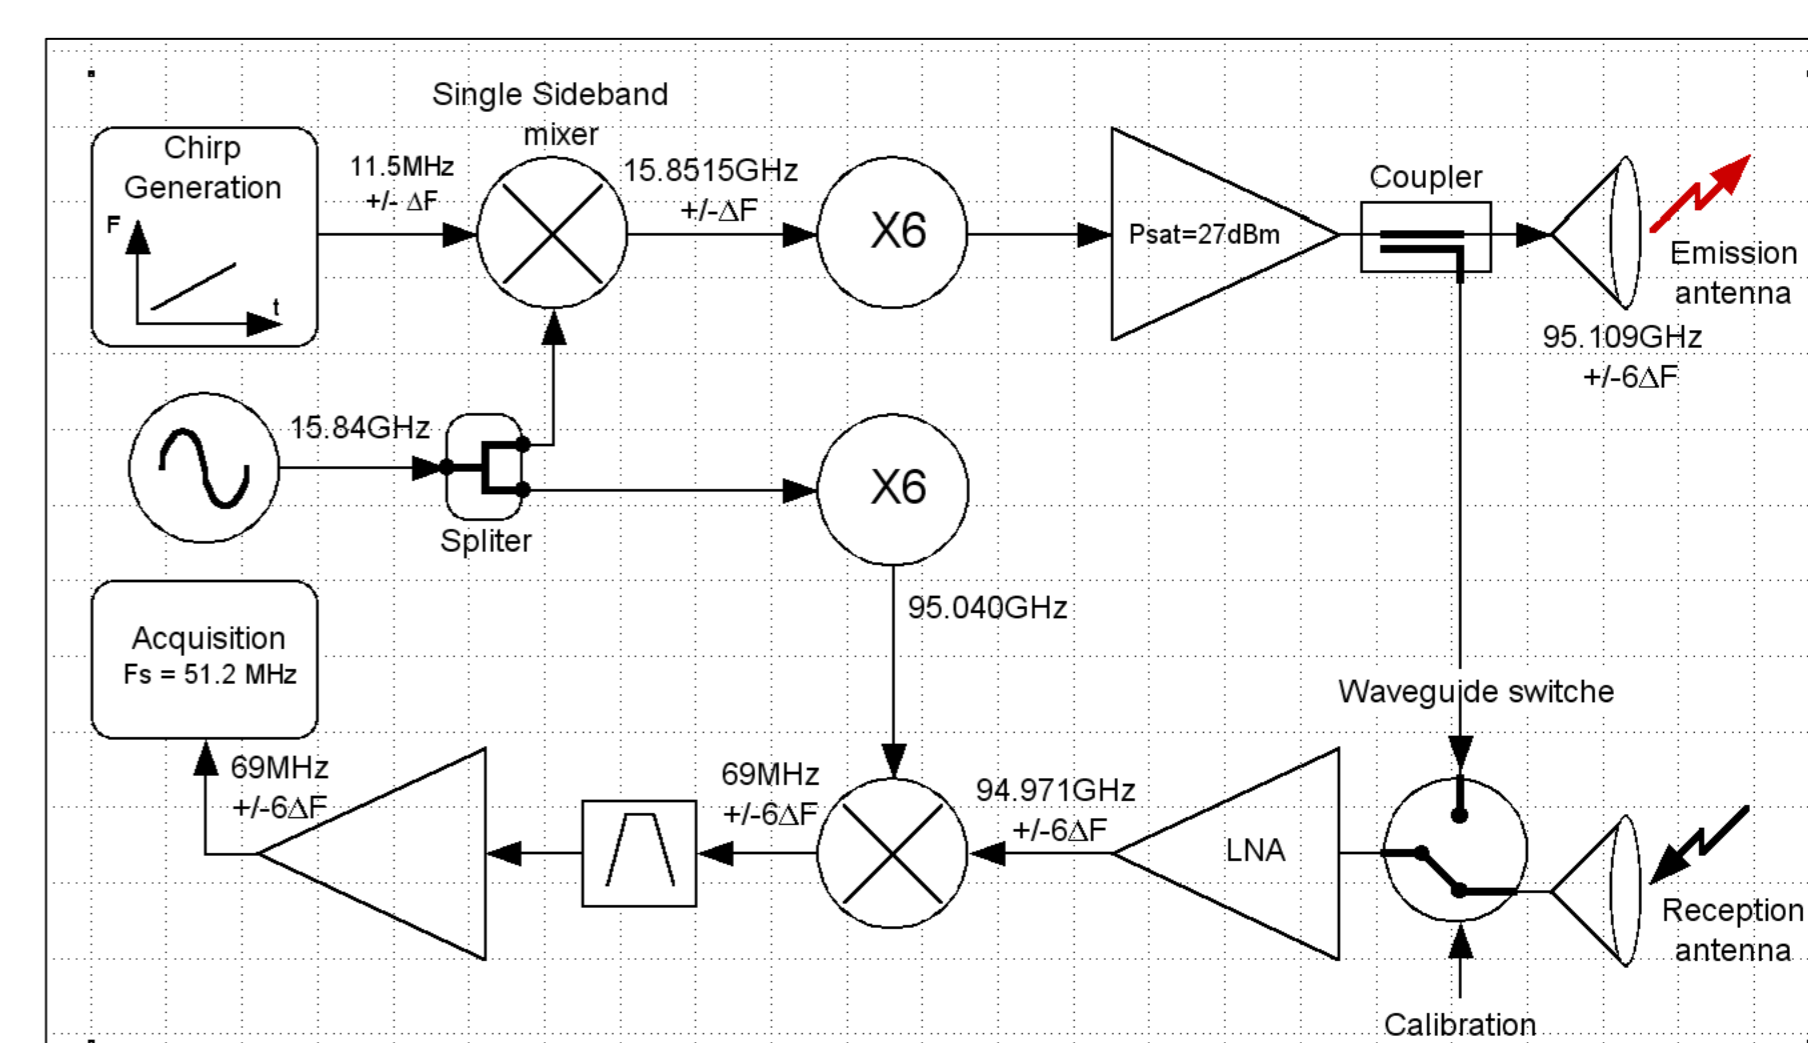 Single Sideband
mixer
Chirp
Generation
F
t
11.5MHz
+/- ΔF
15.8515GHz
+/-ΔF
X6
Psat=27dBm
Coupler
Emission
antenna
95.109GHz
+/-6ΔF
15.84GHz
Spliter
X6
95.040GHz
Acquisition
Fs = 51.2 MHz
69MHz
+/-6ΔF
69MHz
+/-6ΔF
94.971GHz
+/-6ΔF
LNA
Waveguide switche
Reception
antenna
Calibration